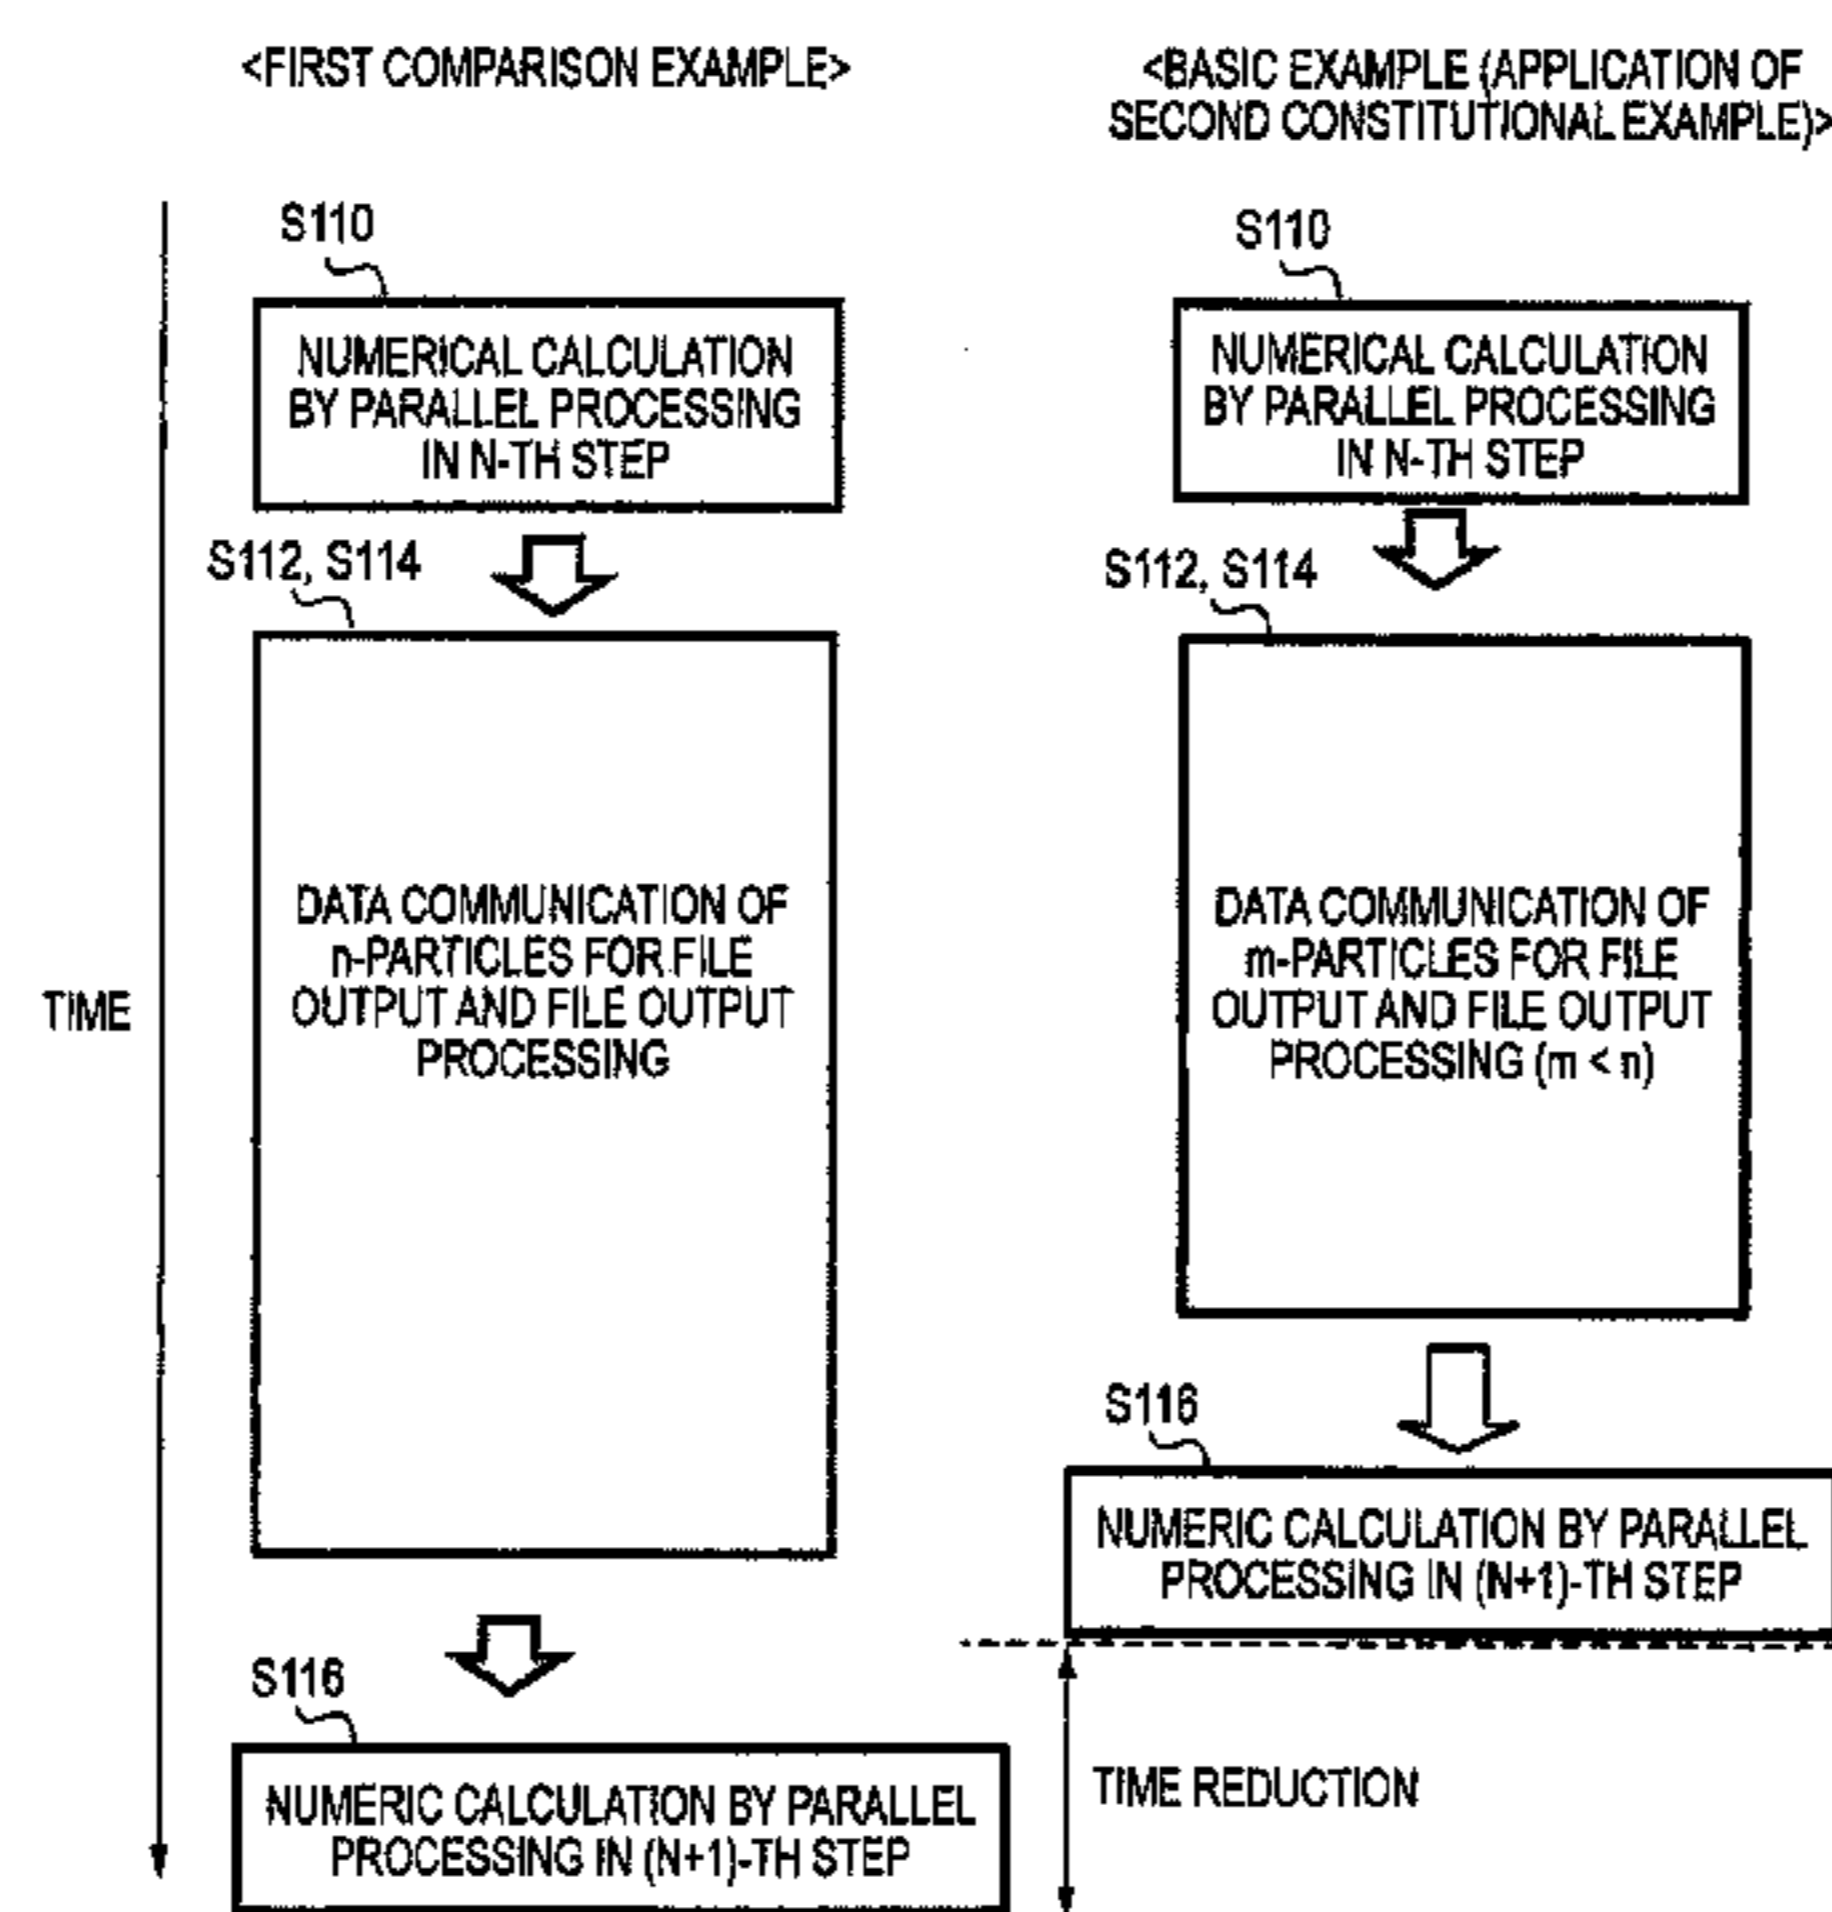 <FIRST COMPARISON EXAMPLE>
S110
NUMERICAL CALCULATION
BY PARALLEL PROCESSING
IN N-TH STEP
S112, S114
DATA COMMUNICATION OF
n-PARTICLES FOR FILE
OUTPUT AND FILE OUTPUT
PROCESSING
TIME
S116
NUMERIC CALCULATION BY PARALLEL
PROCESSING IN (N+1)-TH STEP
<BASIC EXAMPLE (APPLICATION OF
SECOND CONSTITUTIONAL EXAMPLE)>
S110
NUMERICAL CALCULATION
BY PARALLEL PROCESSING
IN N-TH STEP
S112, S114
DATA COMMUNICATION OF
m-PARTICLES FOR FILE
OUTPUT AND FILE OUTPUT
PROCESSING (m < n)
S116
NUMERIC CALCULATION BY PARALLEL
PROCESSING IN (N+1)-TH STEP
TIME REDUCTION